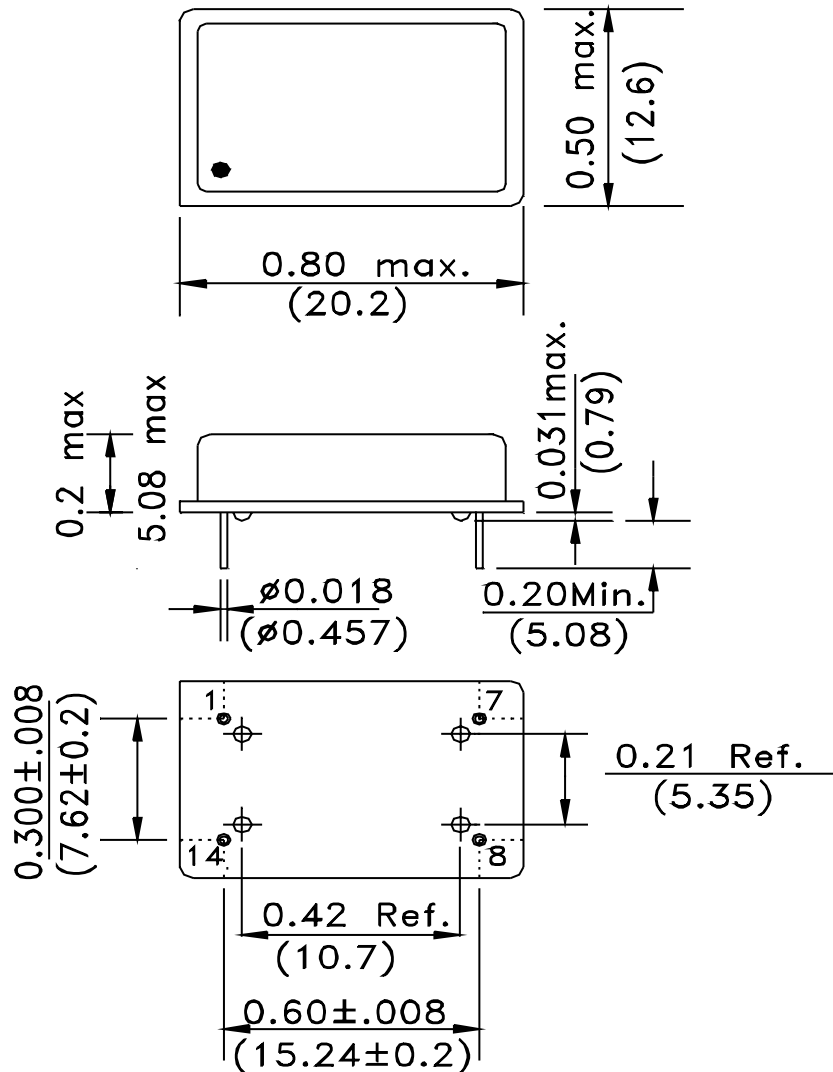 0.50 max.
(12.6)
0.80 max.
(20.2)
0.2 max
5.08 max
0.031max.
(0.79)
ø0.018
(ø0.457)
0.20Min.
(5.08)
1
7
0.300±.008
(7.62±0.2)
0.21 Ref.
(5.35)
14
8
0.42 Ref.
(10.7)
0.60±.008
(15.24±0.2)